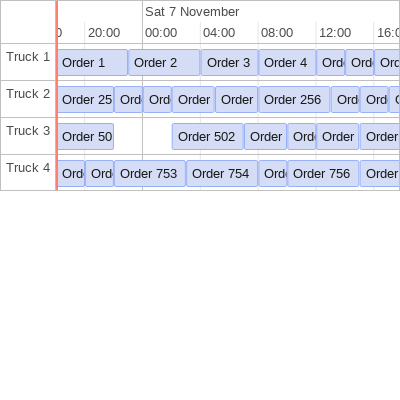 Sat 7 November
0 20:00 00:00 04:00 08:00 12:00 16:0
Truck 1 Order 1 Order 2 Order 3 Order 4 Ord Ord Ord
Truck 2 Order 25 Ord Ord Order Order Order 256 Ord Ord
Truck 3 Order 50 Order 502 Order Ord Order Order
Truck 4 Ord Ord Order 753 Order 754 Ord Order 756 Order